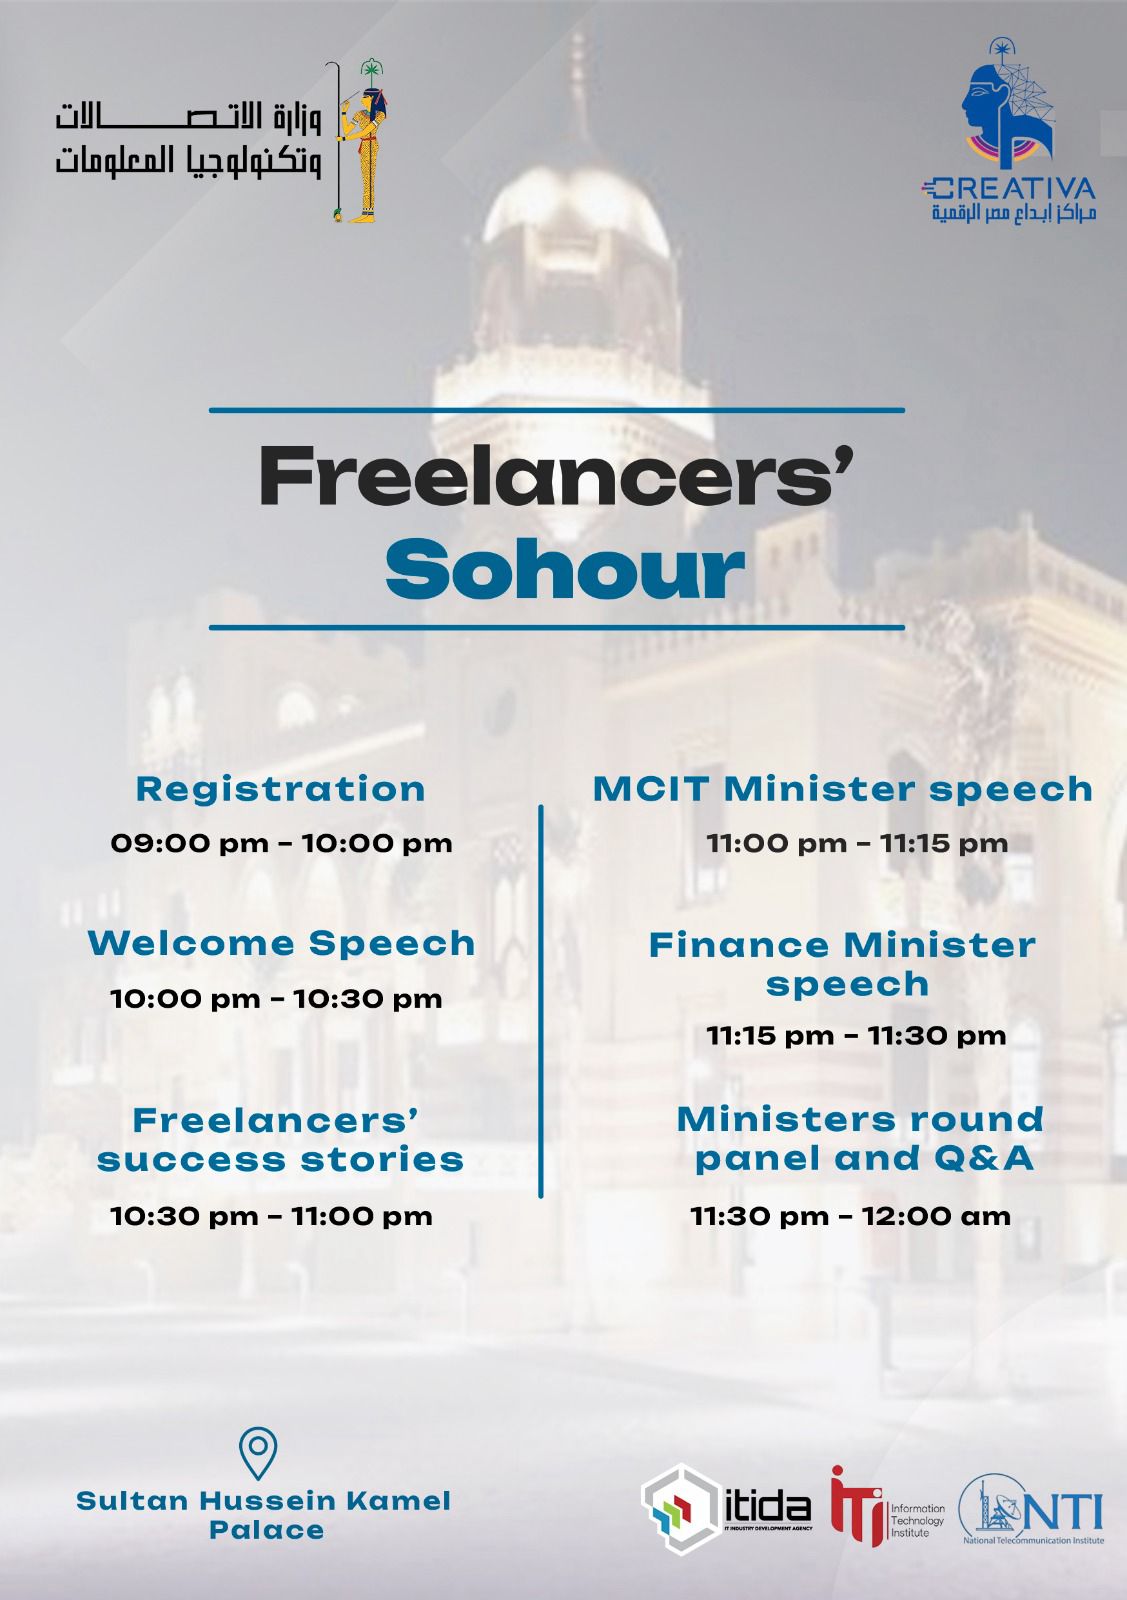 وزارة الاتصالات
وتكنولوجيا المعلومات
CREATIVA
مراكز إبداع مصر الرقمية
Freelancers’
Sohour
Registration
09:00 pm – 10:00 pm
Welcome Speech
10:00 pm – 10:30 pm
Freelancers’
success stories
10:30 pm – 11:00 pm
MCIT Minister speech
11:00 pm – 11:15 pm
Finance Minister
speech
11:15 pm – 11:30 pm
Ministers round
panel and Q&A
11:30 pm – 12:00 am
Sultan Hussein Kamel
Palace
itida
IT INDUSTRY DEVELOPMENT AGENCY
iTi
Information
Technology
Institute
NTI
National Telecommunication Institute